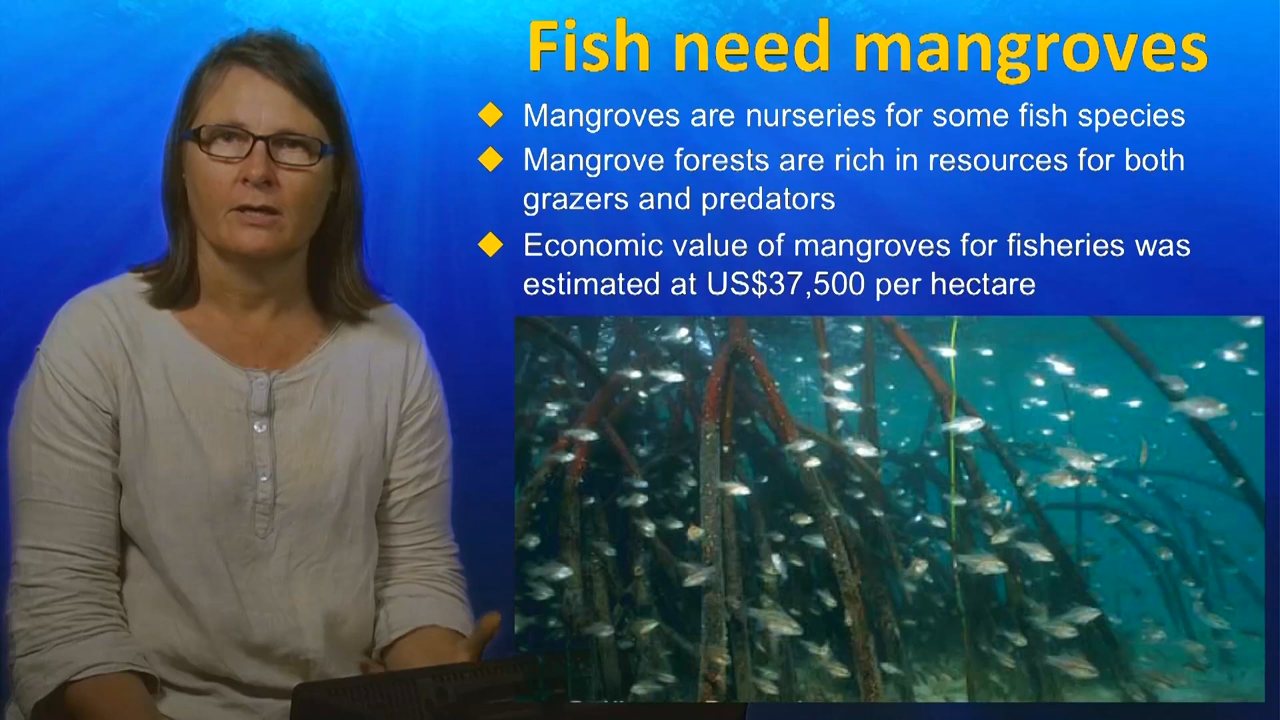 Fish need mangroves
Mangroves are nurseries for some fish species
Mangrove forests are rich in resources for both
grazers and predators
Economic value of mangroves for fisheries was
estimated at US$37,500 per hectare